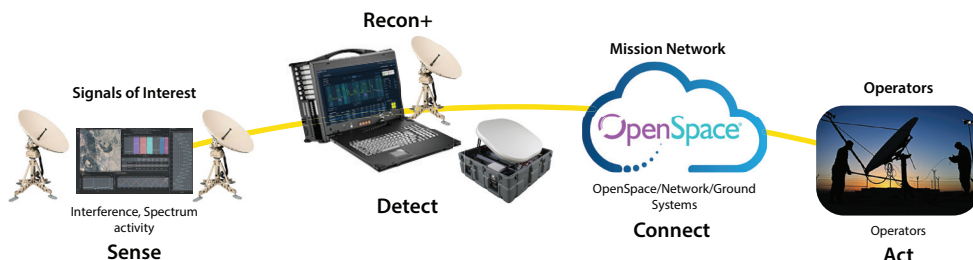 Recon+
Mission Network
Signals of Interest
Operators
OpenSpace®
Interference, Spectrum
activity
Sense
Detect
OpenSpace/Network/Ground
Systems
Connect
Operators
Act